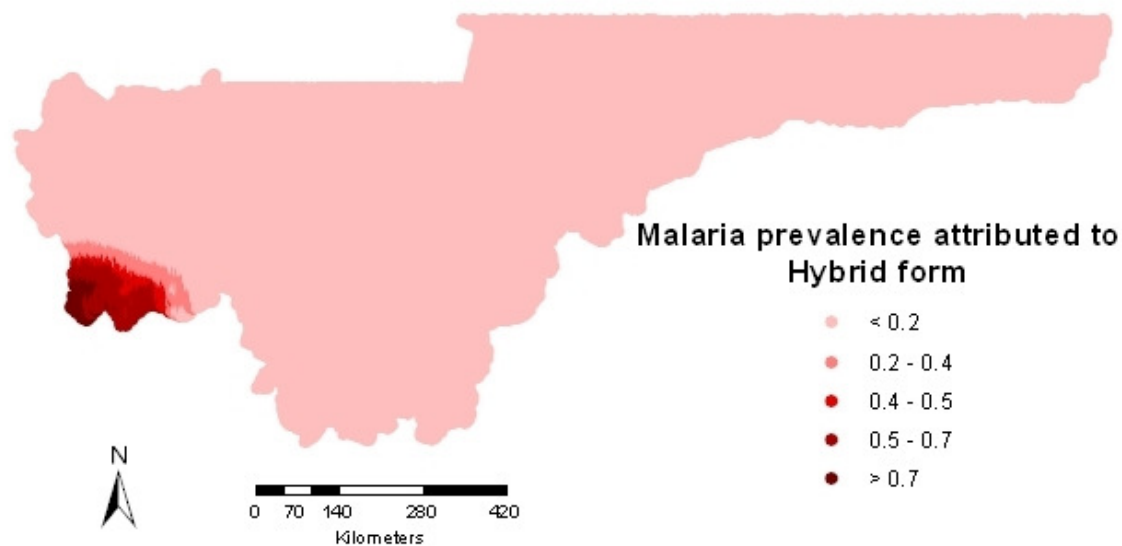 Malaria prevalence attributed to
Hybrid form
< 0.2
0.2 - 0.4
0.4 - 0.5
0.5 - 0.7
> 0.7
N
0 70 140 280 420
Kilometers